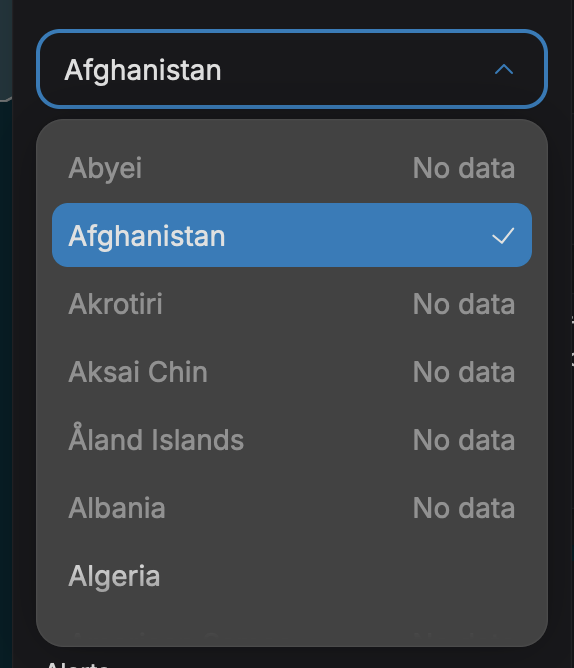 Afghanistan
Abyei No data
Afghanistan
Akrotiri No data
Aksai Chin No data
Åland Islands No data
Albania No data
Algeria